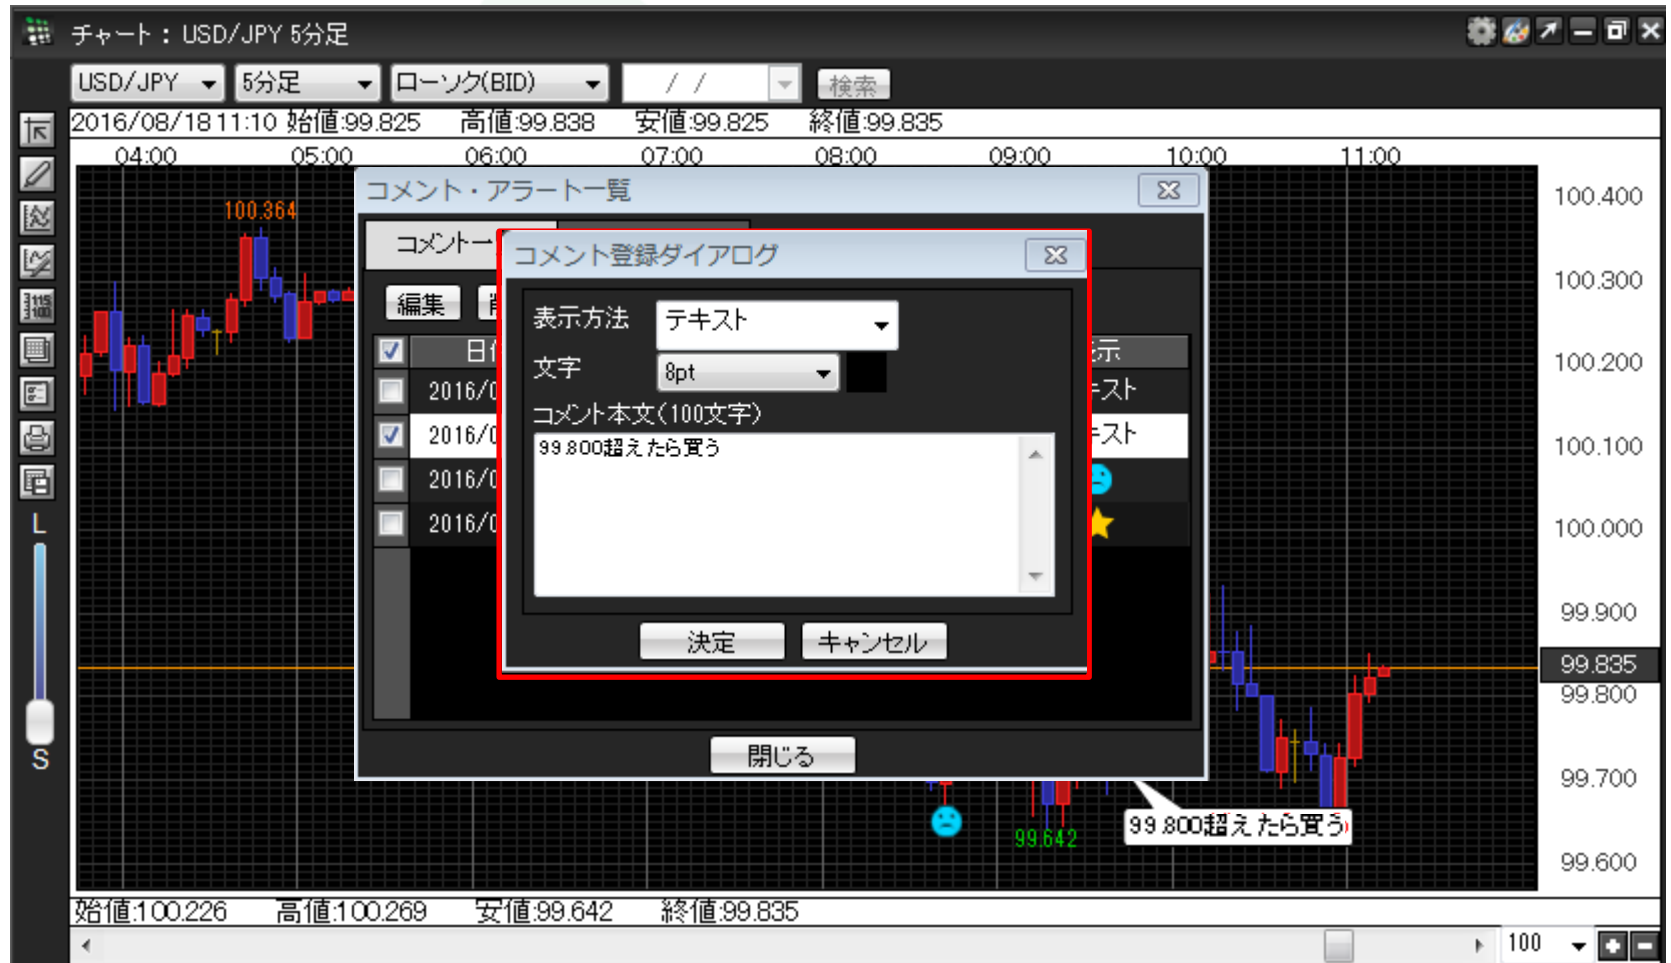 チャート： USD/JPY 5分足
USD/JPY 5分足 ローソク(BID) / / 検索
2016/08/18 11:10 始値:99.825 高値:99.838 安値:99.825 終値:99.835
04:00 05:00 06:00 07:00 08:00 09:00 10:00 11:00
100.364
コメント・アラート一覧
コメント一
編集
2016/0
2016/0
2016/0
2016/0
コメント登録ダイアログ
表示方法 テキスト
文字 8pt
コメント本文(100文字)
99.800超えたら買う
決定 キャンセル
示
キスト
キスト
閉じる
99.642
99.800超えたら買う
100.400
100.300
100.200
100.100
100.000
99.900
99.835
99.800
99.700
99.600
L
S
始値:100.226 高値:100.269 安値:99.642 終値:99.835
100